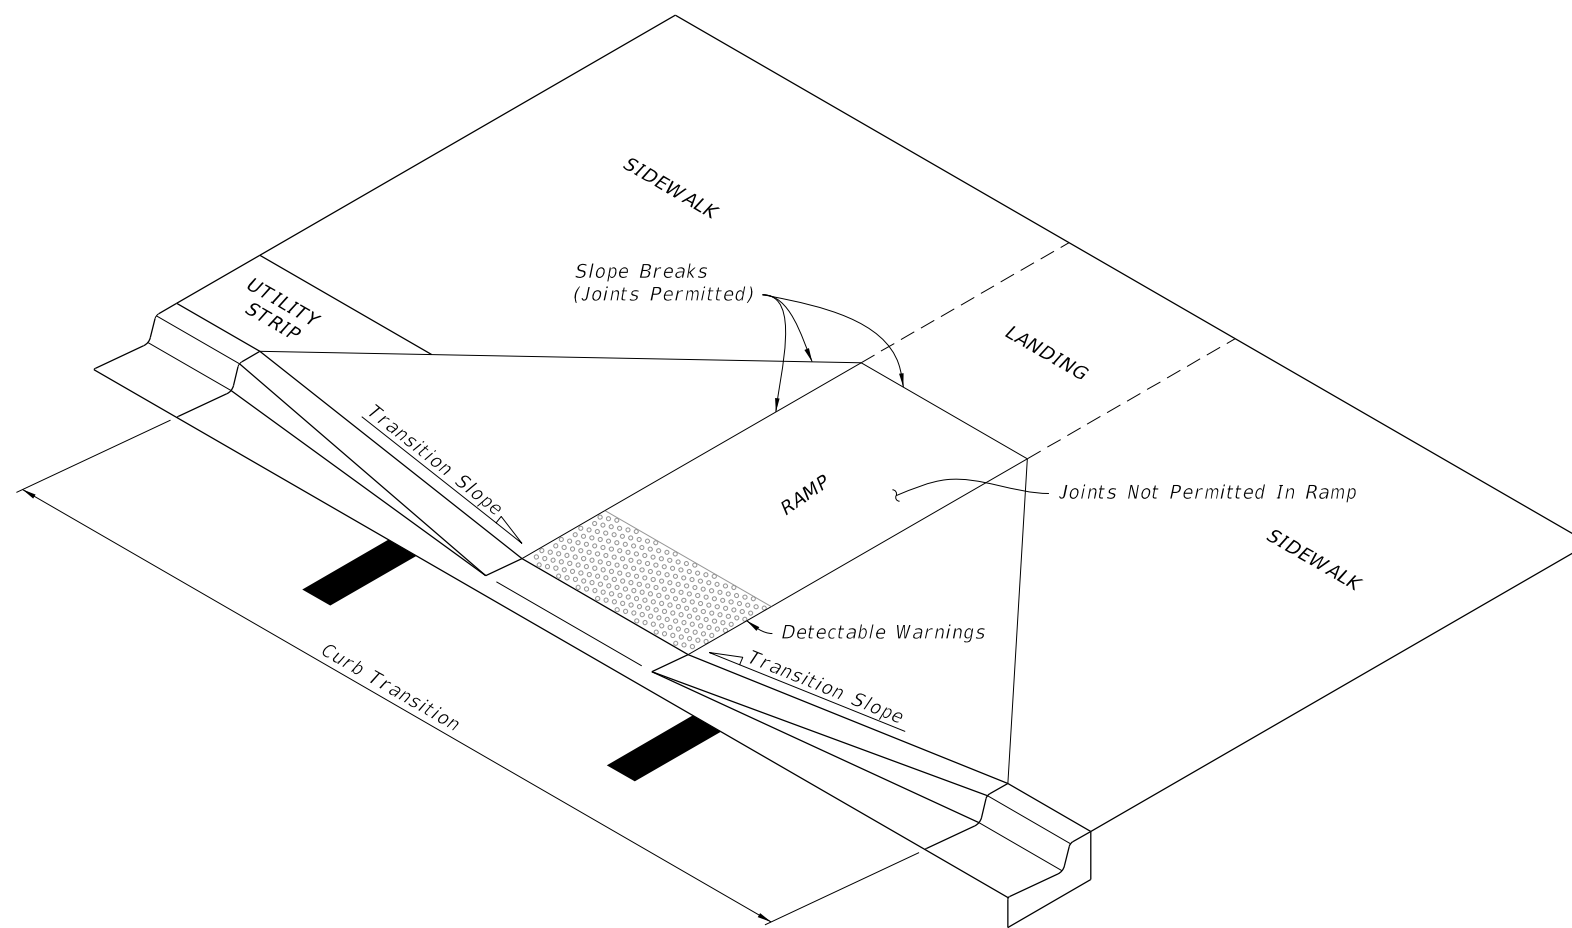 SIDEWALK
Slope Breaks
(Joints Permitted)
UTILITY
STRIP
LANDING
Transition Slope
RAMP
Joints Not Permitted In Ramp
SIDEWALK
Detectable Warnings
Transition Slope
Curb Transition